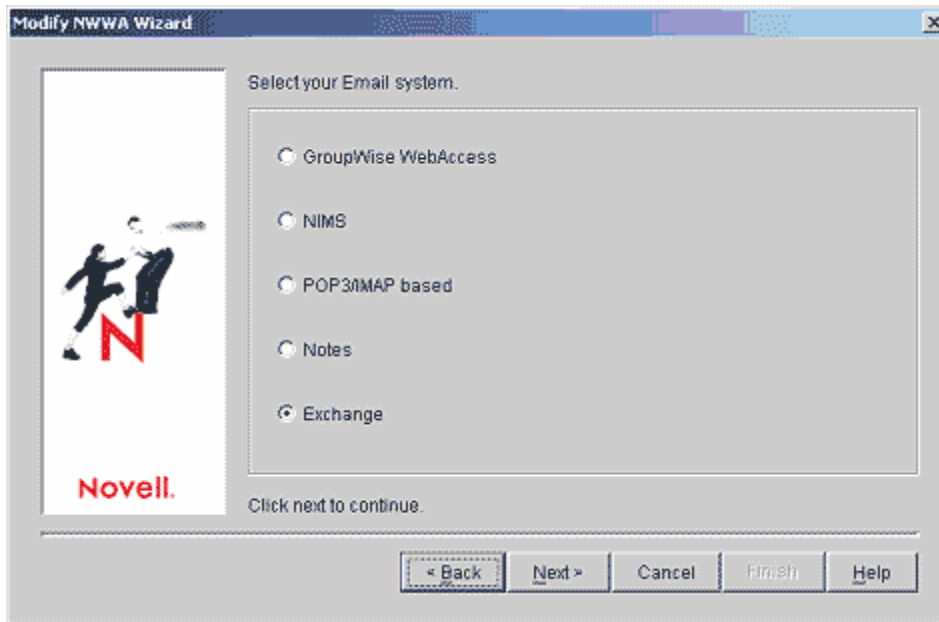 Modify NWWA Wizard
Select your Email system.
GroupWise WebAccess
NIMS
POP3/IMAP based
Notes
Exchange
N
Novell.
Click next to continue.
< Back Next > Cancel Finish Help